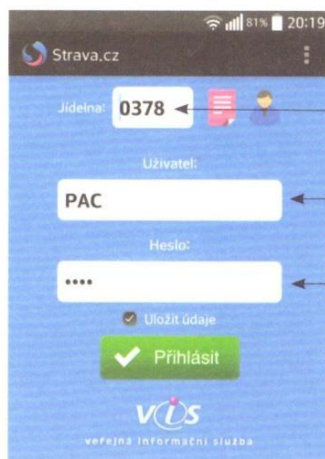 81% 20:19
Strava.cz
Jídelna: 0378
Uživatel:
PAC
Heslo:
••••
Uložit údaje
Přihlásit
VIS
veřejná informační služba